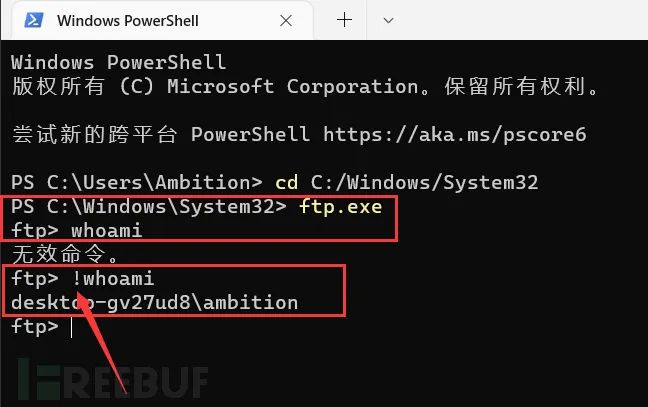 Windows PowerShell
Windows PowerShell
版权所有 (C) Microsoft Corporation。保留所有权利。
尝试新的跨平台 PowerShell https://aka.ms/pscore6
PS C:\Users\Ambition> cd C:/Windows/System32
PS C:\Windows\System32> ftp.exe
ftp> whoami
无效命令。
ftp> !whoami
desktop-gv27ud8\ambition
ftp>
FREEBUF